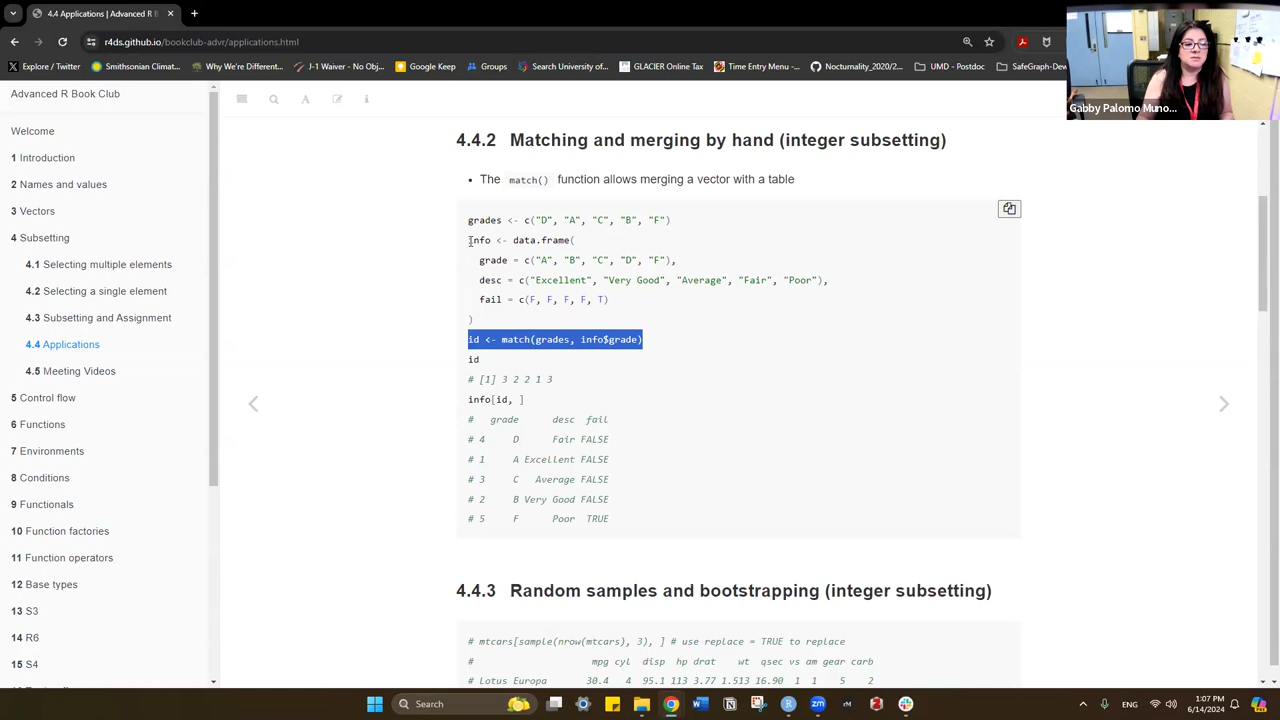 4.4 Applications | Advanced R B
r4ds.github.io/bookclub-advr/applications.html
Explore / Twitter
Smithsonian Climat...
Why We're Different...
J-1 Waiver - No Obj...
Google Keep
University of...
GLACIER Online Tax
Time Entry Menu -...
Nocturnality_2020/2...
UMD - Postdoc
SafeGraph-Dewe
Gabby Palomo Muno...
Advanced R Book Club
Welcome
1 Introduction
2 Names and values
3 Vectors
4 Subsetting
4.1 Selecting multiple elements
4.2 Selecting a single element
4.3 Subsetting and Assignment
4.4 Applications
4.5 Meeting Videos
5 Control flow
6 Functions
7 Environments
8 Conditions
9 Functionals
10 Function factories
11 Function operators
12 Base types
13 S3
14 R6
15 S4
4.4.2 Matching and merging by hand (integer subsetting)
• The match() function allows merging a vector with a table
grades <- c("D", "A", "C", "B", "F")
info <- data.frame(
grade = c("A", "B", "C", "D", "F"),
desc = c("Excellent", "Very Good", "Average", "Fair", "Poor"),
fail = c(F, F, F, F, T)
)
id <- match(grades, info$grade)
id
# [1] 3 2 2 1 3
info[id, ]
# grade desc fail
# 4 D Fair FALSE
# 1 A Excellent FALSE
# 3 C Average FALSE
# 2 B Very Good FALSE
# 5 F Poor TRUE
4.4.3 Random samples and bootstrapping (integer subsetting)
# mtcars[sample(nrow(mtcars), 3), ] # use replace = TRUE to replace
# mpg cyl disp hp drat wt qsec vs am gear carb
# Lotus Europa 30.4 4 95.1 113 3.77 1.513 16.90 1 1 5 2
Search
ENG
1:07 PM
6/14/2024